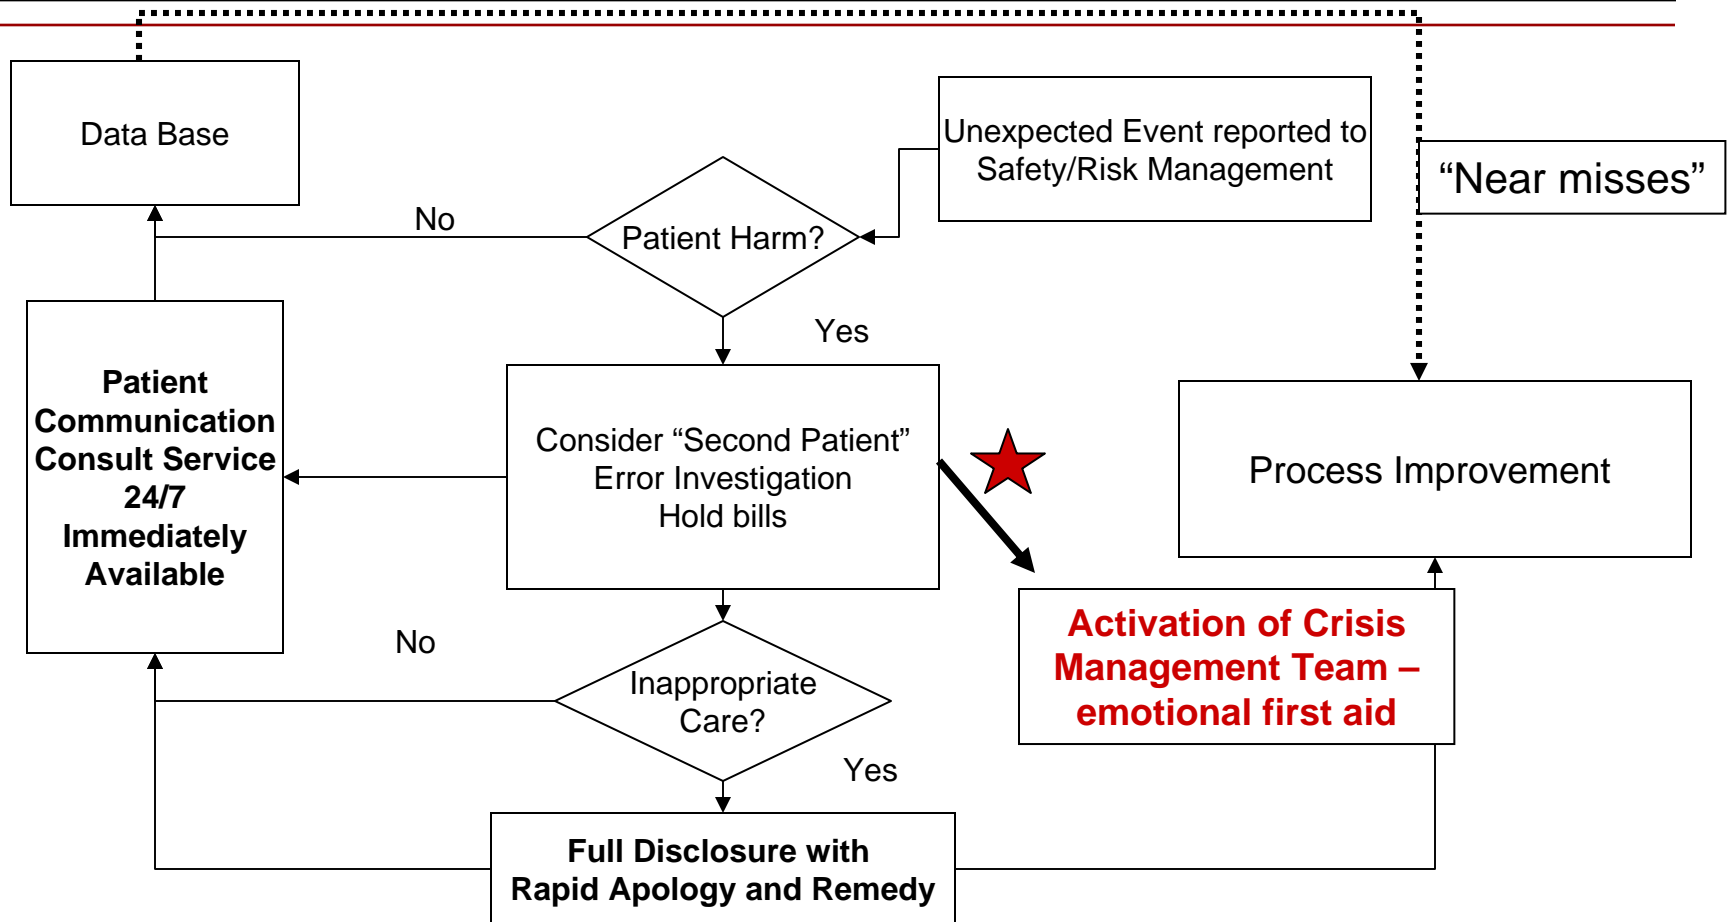 Data Base
Unexpected Event reported to
Safety/Risk Management
“Near misses”
No
Patient Harm?
Yes
Patient
Communication
Consult Service
24/7
Immediately
Available
Consider “Second Patient”
Error Investigation
Hold bills
Process Improvement
Activation of Crisis
Management Team –
emotional first aid
No
Inappropriate
Care?
Yes
Full Disclosure with
Rapid Apology and Remedy